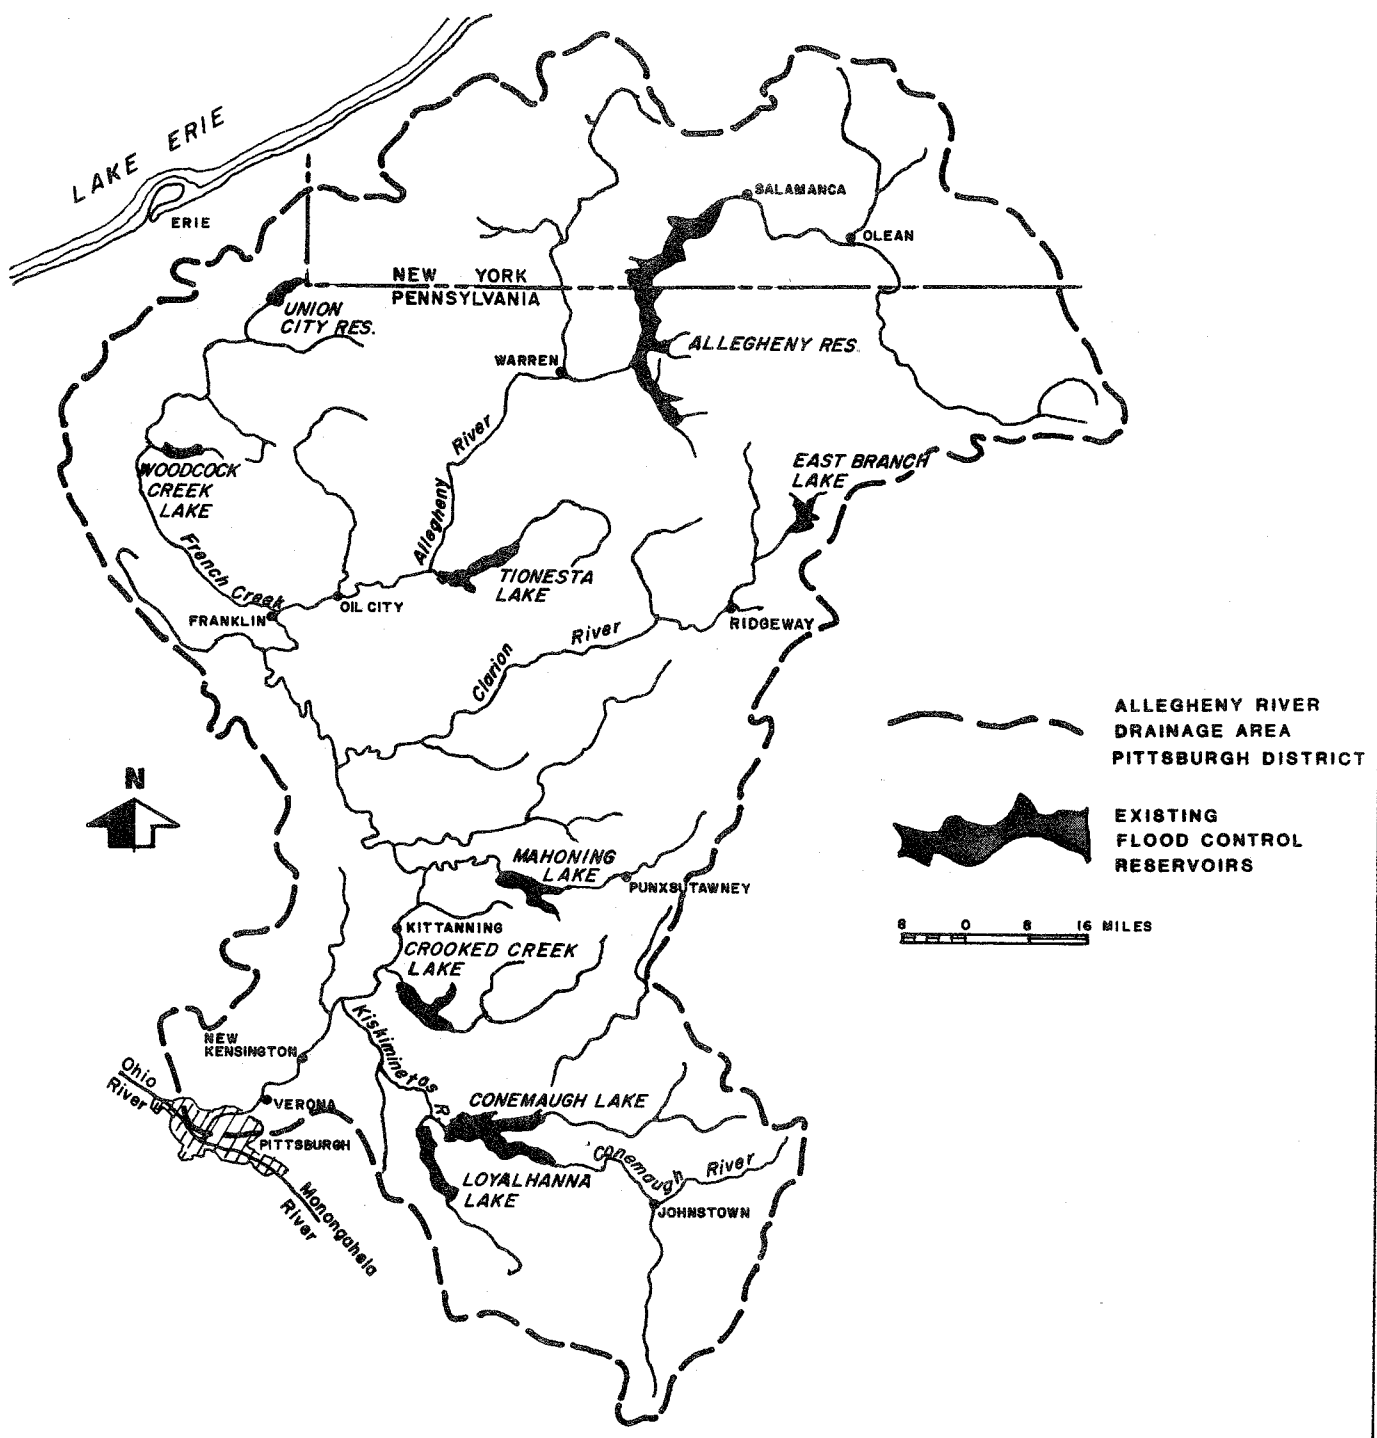 LAKE ERIE
ERIE
SALAMANCA
OLEAN
NEW YORK
PENNSYLVANIA
UNION
CITY RES.
ALLEGHENY RES.
WARREN
Allegheny River
WOODCOCK
CREEK
LAKE
EAST BRANCH
LAKE
French Creek
TIONESTA
LAKE
OIL CITY
FRANKLIN
RIDGEWAY
Clarion River
ALLEGHENY RIVER
DRAINAGE AREA
PITTSBURGH DISTRICT
N
EXISTING
FLOOD CONTROL
RESERVOIRS
8 0 8 16 MILES
MAHONING
LAKE
PUNXSUTAWNEY
KITTANNING
CROOKED CREEK
LAKE
Kiskiminetas R.
NEW
KENSINGTON
Ohio
River
VERONA
PITTSBURGH
CONEMAUGH LAKE
Conemaugh River
LOYALHANNA
LAKE
JOHNSTOWN
Monongahela
River